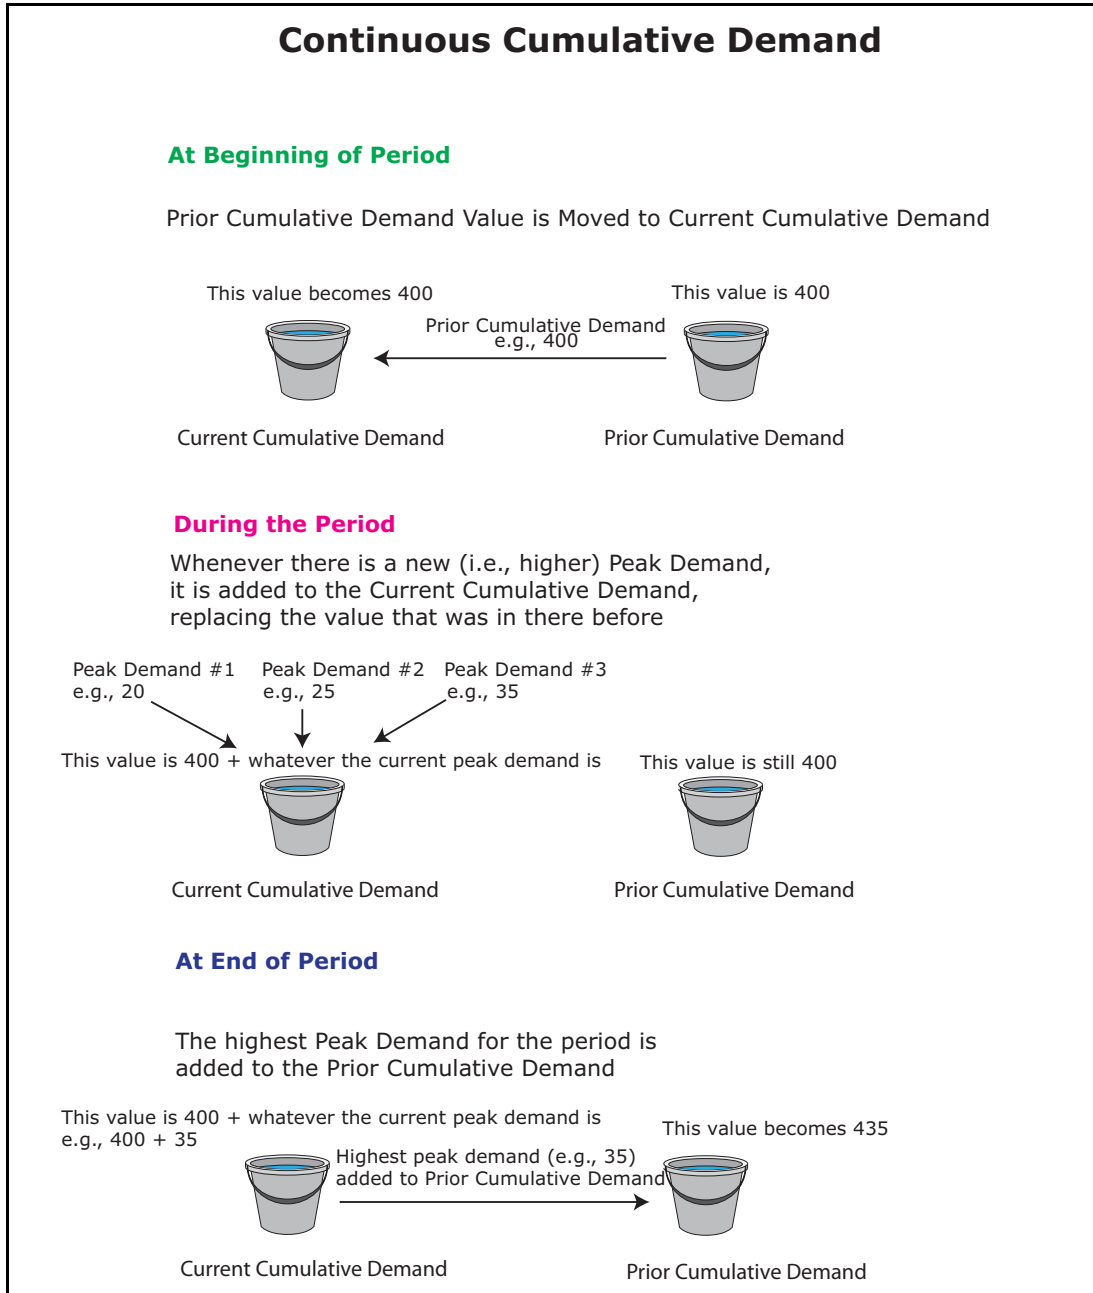 Continuous Cumulative Demand
At Beginning of Period
Prior Cumulative Demand Value is Moved to Current Cumulative Demand
This value becomes 400
This value is 400
Prior Cumulative Demand
e.g., 400
Current Cumulative Demand
Prior Cumulative Demand
During the Period
Whenever there is a new (i.e., higher) Peak Demand,
it is added to the Current Cumulative Demand,
replacing the value that was in there before
Peak Demand #1
e.g., 20
Peak Demand #2
e.g., 25
Peak Demand #3
e.g., 35
This value is 400 + whatever the current peak demand is
This value is still 400
Current Cumulative Demand
Prior Cumulative Demand
At End of Period
The highest Peak Demand for the period is
added to the Prior Cumulative Demand
This value is 400 + whatever the current peak demand is
e.g., 400 + 35
This value becomes 435
Highest peak demand (e.g., 35)
added to Prior Cumulative Demand
Current Cumulative Demand
Prior Cumulative Demand